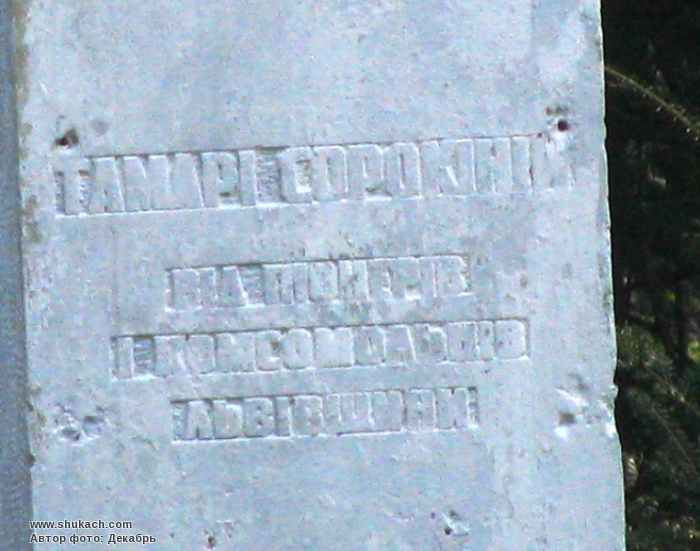 ТАМАРІ СОРОКІНІЙ
ВІД ПІОНЕРІВ
І КОМСОМОЛЬЦІВ
ЛЬВІВЩИНИ
www.shukach.com
Автор фото: Декабрь